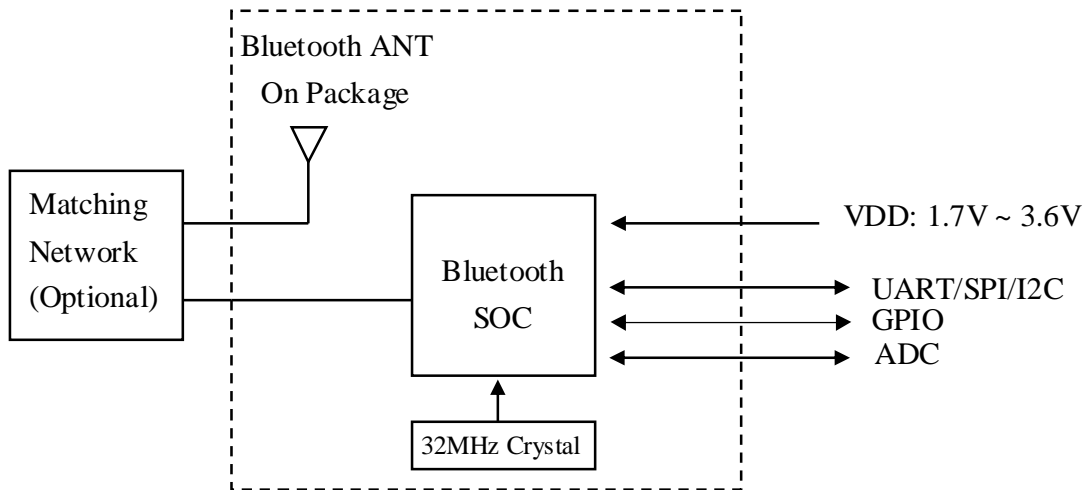 Bluetooth ANT
On Package
Matching
Network
(Optional)
Bluetooth
SOC
VDD: 1.7V ~ 3.6V
UART/SPI/I2C
GPIO
ADC
32MHz Crystal